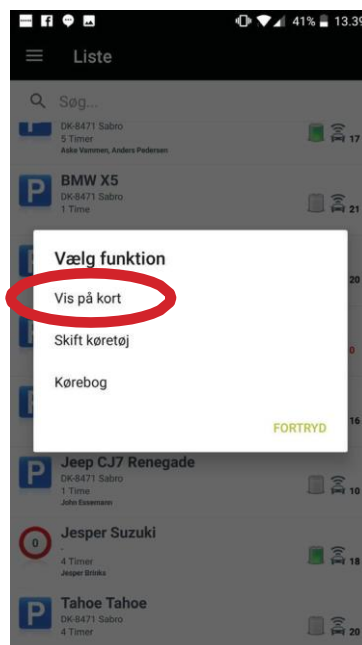 41% 13.39
Liste
Søg...
DK-8471 Sabro
5 Timer
17
Aske Vammen, Anders Pedersen
P
BMW X5
DK-8471 Sabro
1 Time
21
Vælg funktion
20
Vis på kort
Skift køretøj
0
Kørebog
16
FORTRYD
P
Jeep CJ7 Renegade
DK-8471 Sabro
1 Time
10
John Essemann
0
Jesper Suzuki
-
4 Timer
18
Jesper Brinks
P
Tahoe Tahoe
DK-8471 Sabro
4 Timer
20